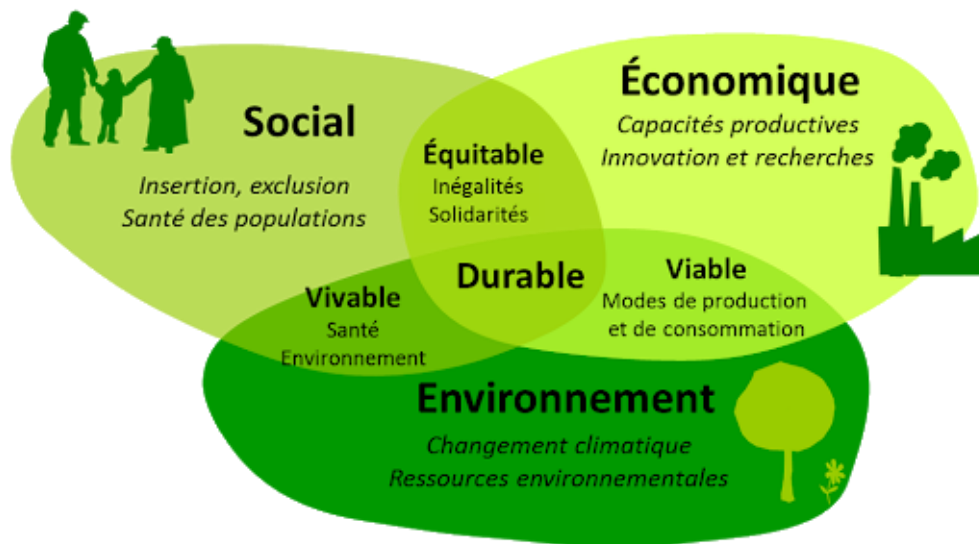 Social
Insertion, exclusion
Santé des populations
Économique
Capacités productives
Innovation et recherches
Équitable
Inégalités
Solidarités
Durable
Vivable
Santé
Environnement
Viable
Modes de production
et de consommation
Environnement
Changement climatique
Ressources environnementales